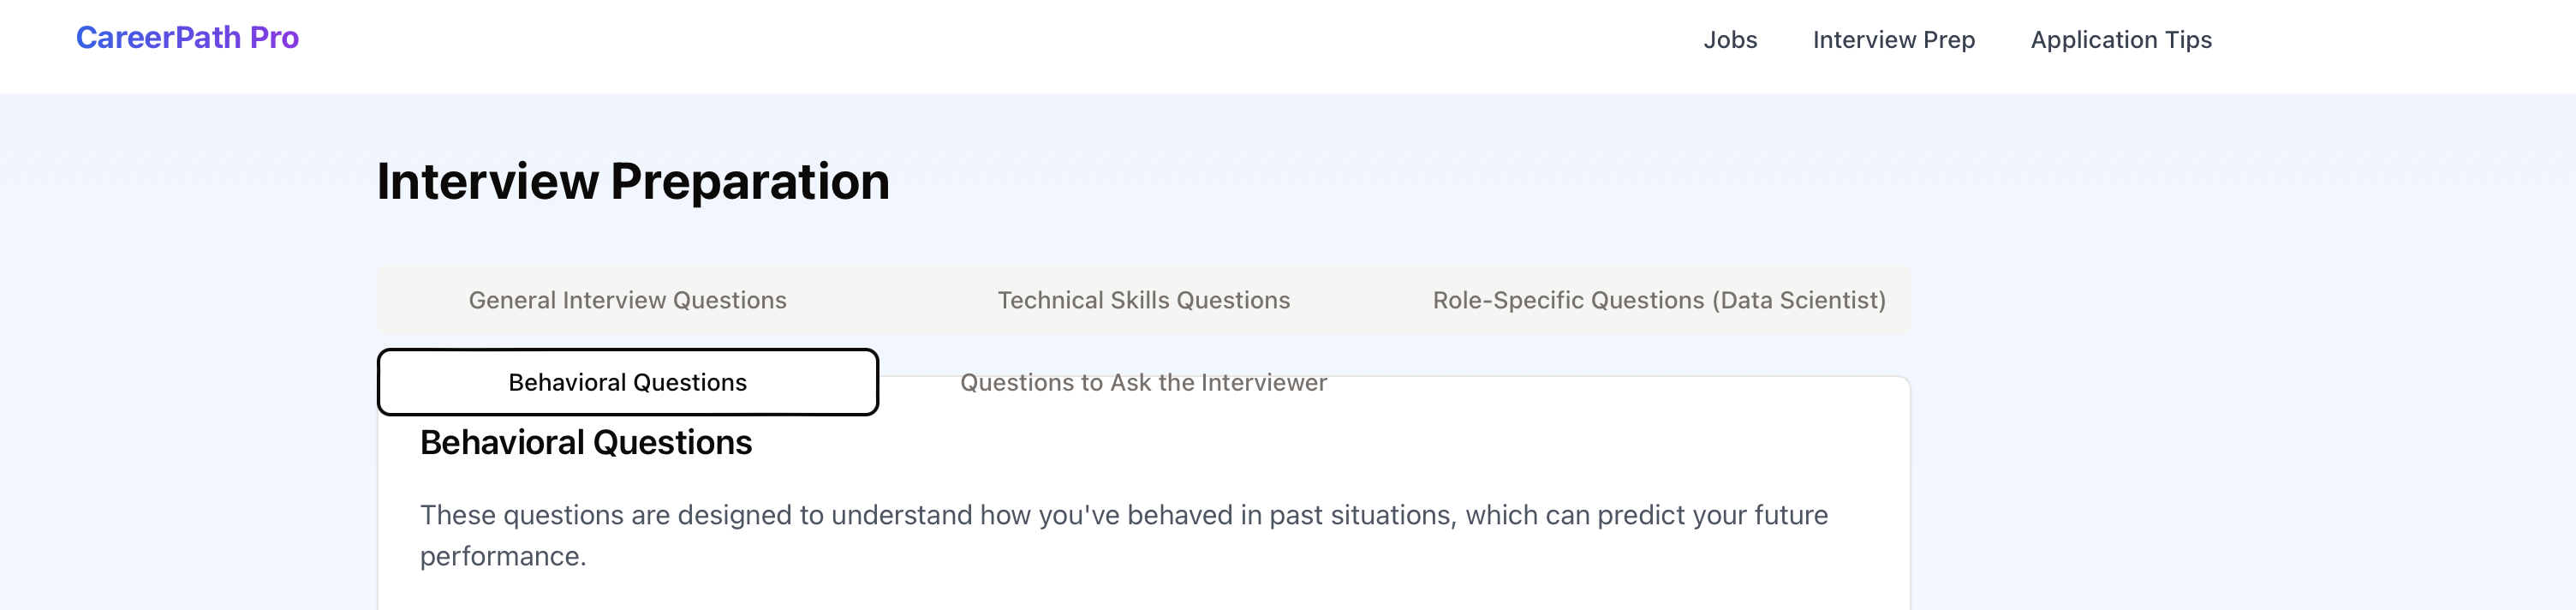 CareerPath Pro
Jobs
Interview Prep
Application Tips
Interview Preparation
General Interview Questions
Technical Skills Questions
Role-Specific Questions (Data Scientist)
Behavioral Questions
Questions to Ask the Interviewer
Behavioral Questions
These questions are designed to understand how you've behaved in past situations, which can predict your future
performance.